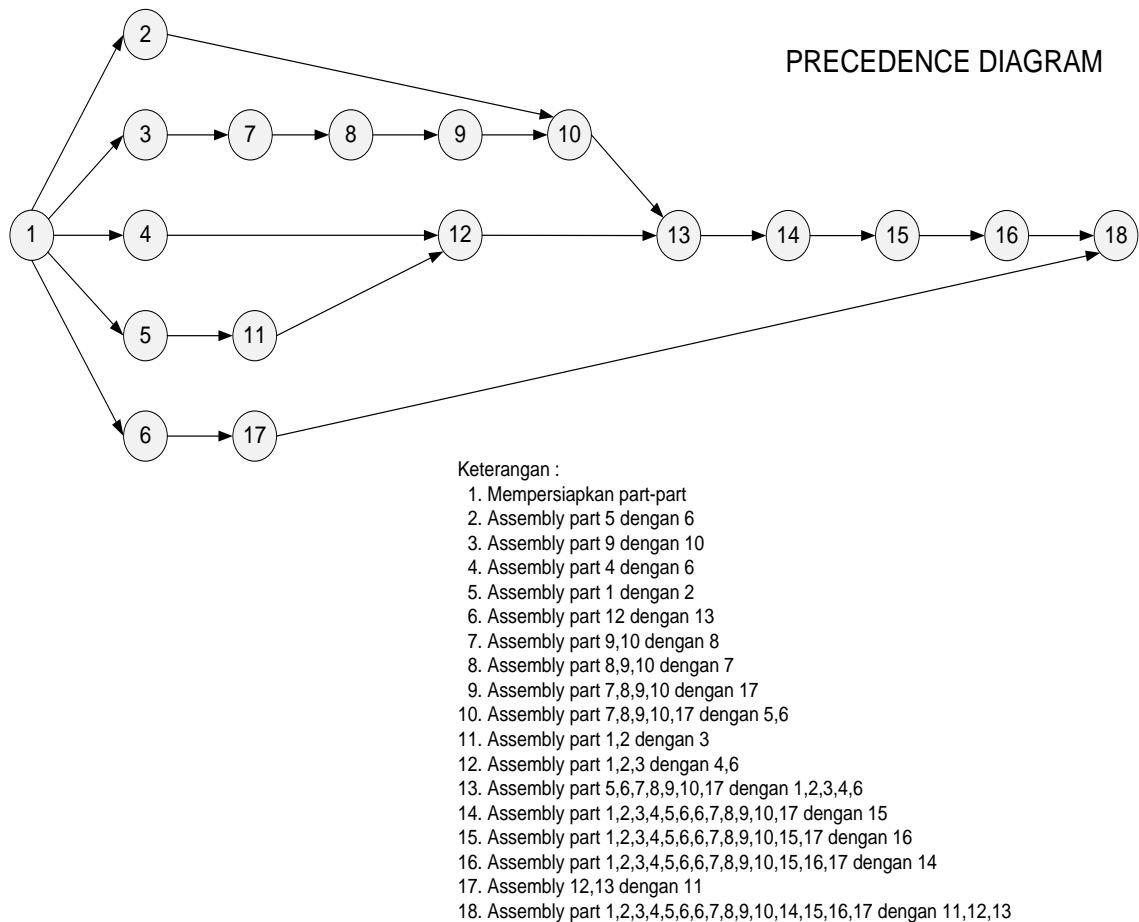 PRECEDENCE DIAGRAM
2
3 7 8 9 10
1 4 12 13 14 15 16 18
5 11
6 17
Keterangan :
1. Mempersiapkan part-part
2. Assembly part 5 dengan 6
3. Assembly part 9 dengan 10
4. Assembly part 4 dengan 6
5. Assembly part 1 dengan 2
6. Assembly part 12 dengan 13
7. Assembly part 9,10 dengan 8
8. Assembly part 8,9,10 dengan 7
9. Assembly part 7,8,9,10 dengan 17
10. Assembly part 7,8,9,10,17 dengan 5,6
11. Assembly part 1,2 dengan 3
12. Assembly part 1,2,3 dengan 4,6
13. Assembly part 5,6,7,8,9,10,17 dengan 1,2,3,4,6
14. Assembly part 1,2,3,4,5,6,6,7,8,9,10,17 dengan 15
15. Assembly part 1,2,3,4,5,6,6,7,8,9,10,15,17 dengan 16
16. Assembly part 1,2,3,4,5,6,6,7,8,9,10,15,16,17 dengan 14
17. Assembly 12,13 dengan 11
18. Assembly part 1,2,3,4,5,6,6,7,8,9,10,14,15,16,17 dengan 11,12,13